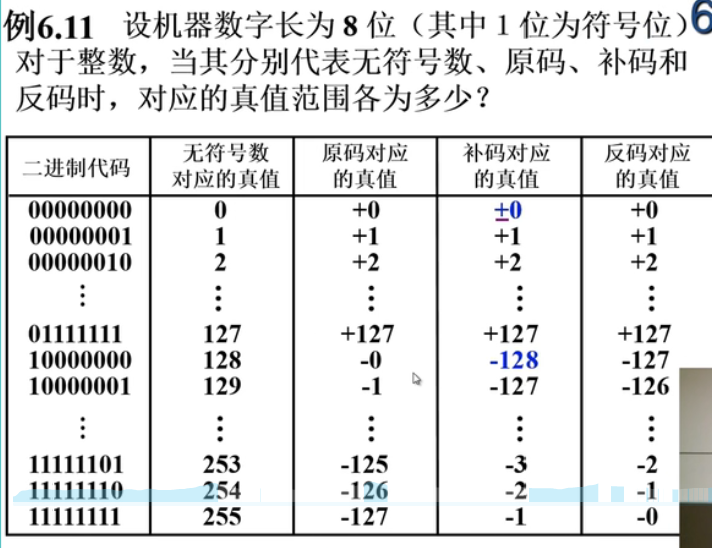 例6.11 设机器数字长为 8 位（其中 1 位为符号位）6
对于整数，当其分别代表无符号数、原码、补码和
反码时，对应的真值范围各为多少？
二进制代码 无符号数对应的真值 原码对应的真值 补码对应的真值 反码对应的真值
00000000 0 +0 ±0 +0
00000001 1 +1 +1 +1
00000010 2 +2 +2 +2
⋮ ⋮ ⋮ ⋮ ⋮
01111111 127 +127 +127 +127
10000000 128 -0 -128 -127
10000001 129 -1 -127 -126
⋮ ⋮ ⋮ ⋮ ⋮
11111101 253 -125 -3 -2
11111110 254 -126 -2 -1
11111111 255 -127 -1 -0